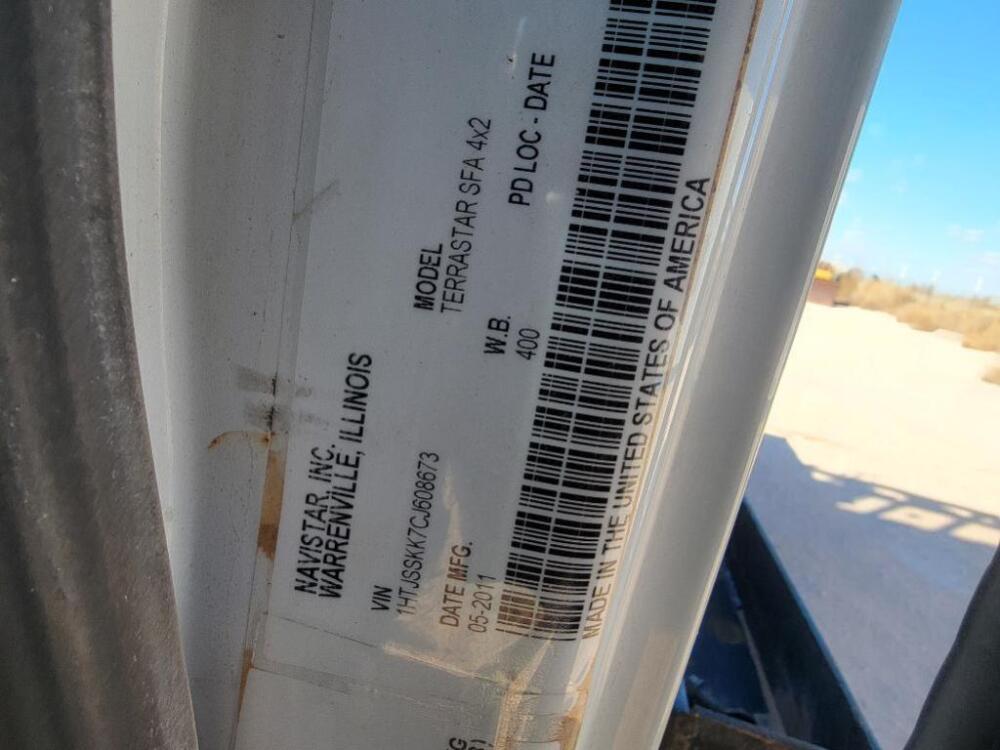 NAVISTAR, INC.
WARRENVILLE, ILLINOIS
VIN
1HTJSSKK7CJ608673
MODEL
TERRASTAR SFA 4x2
DATE MFG.
05-2011
W.B.
400
PD LOC - DATE
MADE IN THE UNITED STATES OF AMERICA